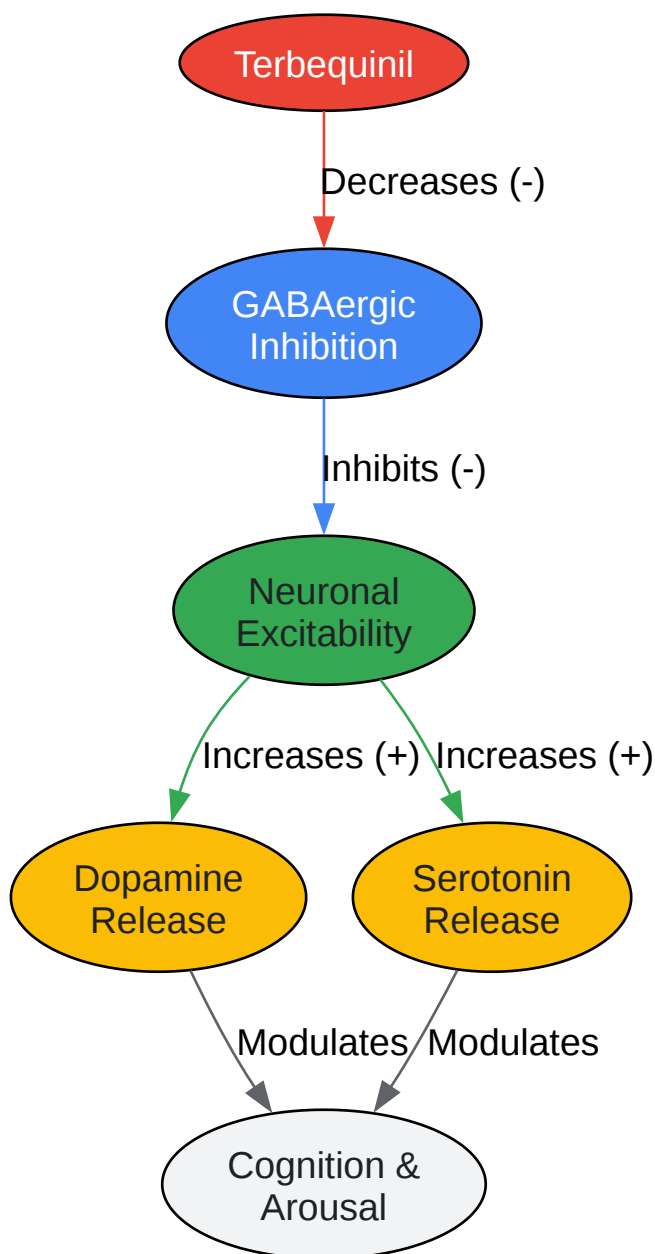 Terbequinil
Decreases (-)
GABAergic
Inhibition
Inhibits (-)
Neuronal
Excitability
Increases (+)
Increases (+)
Dopamine
Release
Serotonin
Release
Modulates
Modulates
Cognition &
Arousal